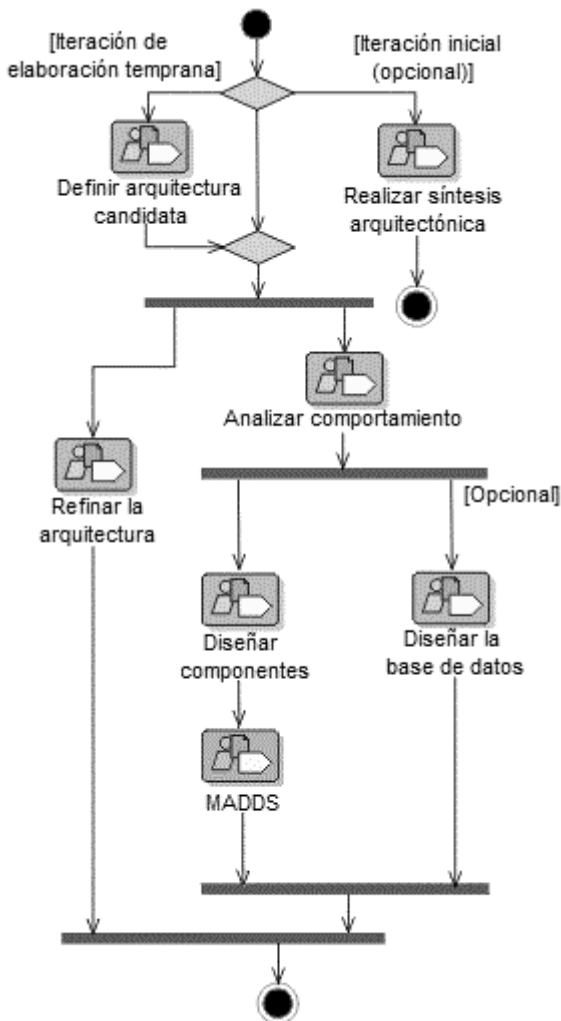 [Iteración de
elaboración temprana]
[Iteración inicial
(opcional)]
Definir arquitectura
candidata
Realizar síntesis
arquitectónica
Analizar comportamiento
Refinar la
arquitectura
[Opcional]
Diseñar
componentes
Diseñar la
base de datos
MADDS